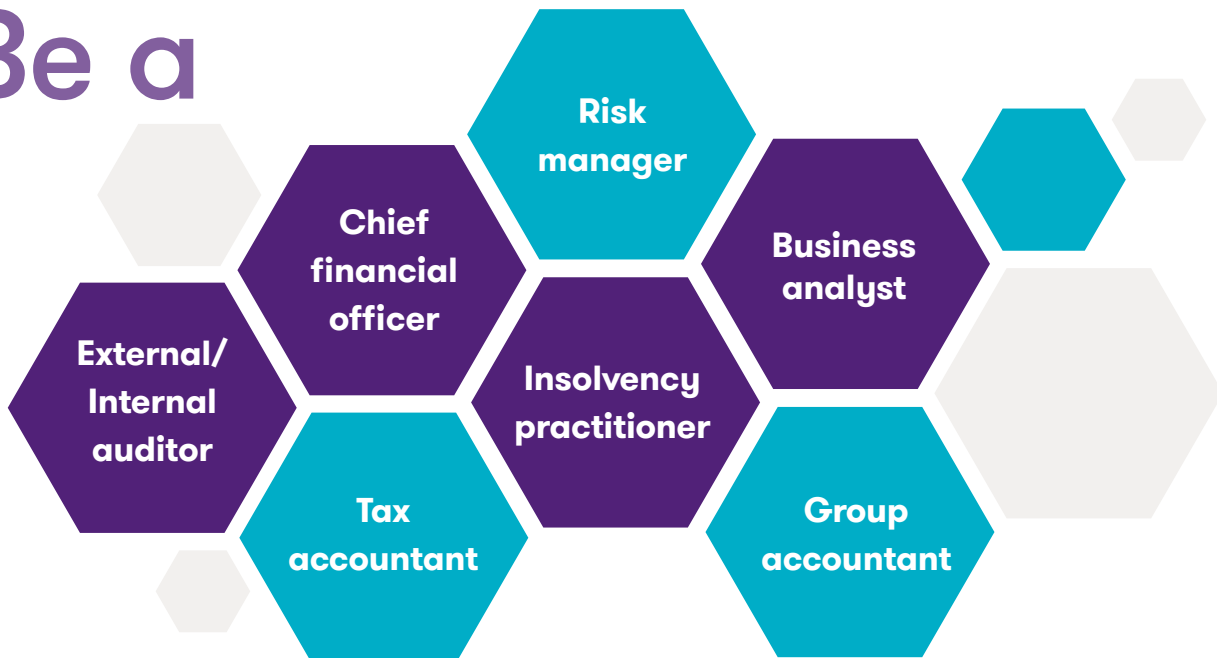 Be a
Risk
manager
Chief
financial
officer
Business
analyst
External/
Internal
auditor
Insolvency
practitioner
Tax
accountant
Group
accountant